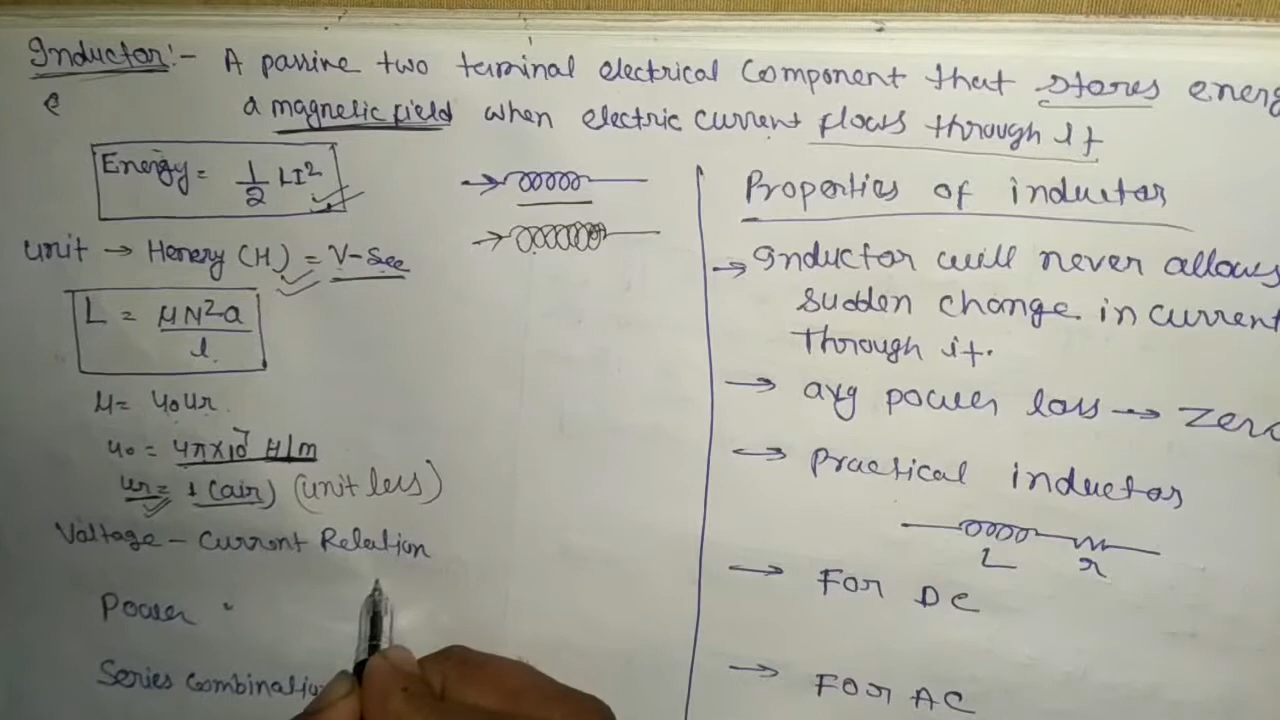 Inductor:- A passive two terminal electrical component that stores energ
a magnetic field when electric current flows through it
Energy = 1/2 LI²
unit → Henery (H) = V-Sec
L = μN²a/l
μ = μ₀μr
μ₀ = 4π×10⁻⁷ H/m
μr = 1 (air) (unit less)
Voltage - Current Relation
Power
Series Combination
Properties of inductor
→ Inductor will never allows
sudden change in current
through it.
→ avg power loss → zero
→ practical inductor
L r
→ For DC
→ For AC